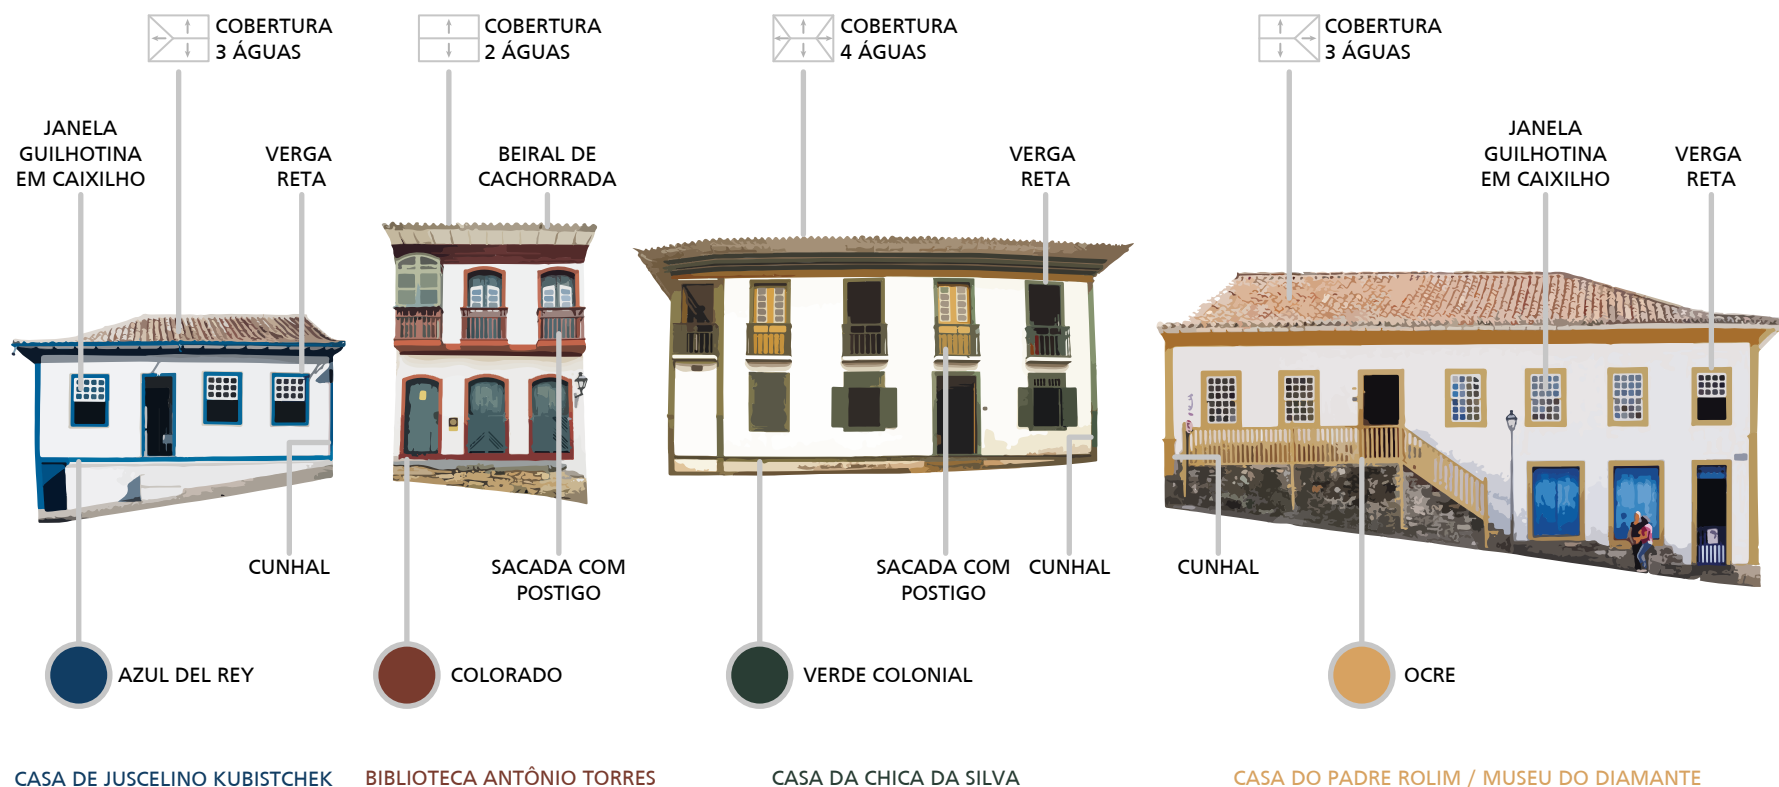 COBERTURA
3 ÁGUAS
COBERTURA
2 ÁGUAS
COBERTURA
4 ÁGUAS
COBERTURA
3 ÁGUAS
JANELA
GUILHOTINA
EM CAIXILHO
VERGA
RETA
BEIRAL DE
CACHORRADA
VERGA
RETA
JANELA
GUILHOTINA
EM CAIXILHO
VERGA
RETA
CUNHAL
SACADA COM
POSTIGO
SACADA COM
POSTIGO
CUNHAL
CUNHAL
AZUL DEL REY
COLORADO
VERDE COLONIAL
OCRE
CASA DE JUSCELINO KUBISTCHEK
BIBLIOTECA ANTÔNIO TORRES
CASA DA CHICA DA SILVA
CASA DO PADRE ROLIM / MUSEU DO DIAMANTE